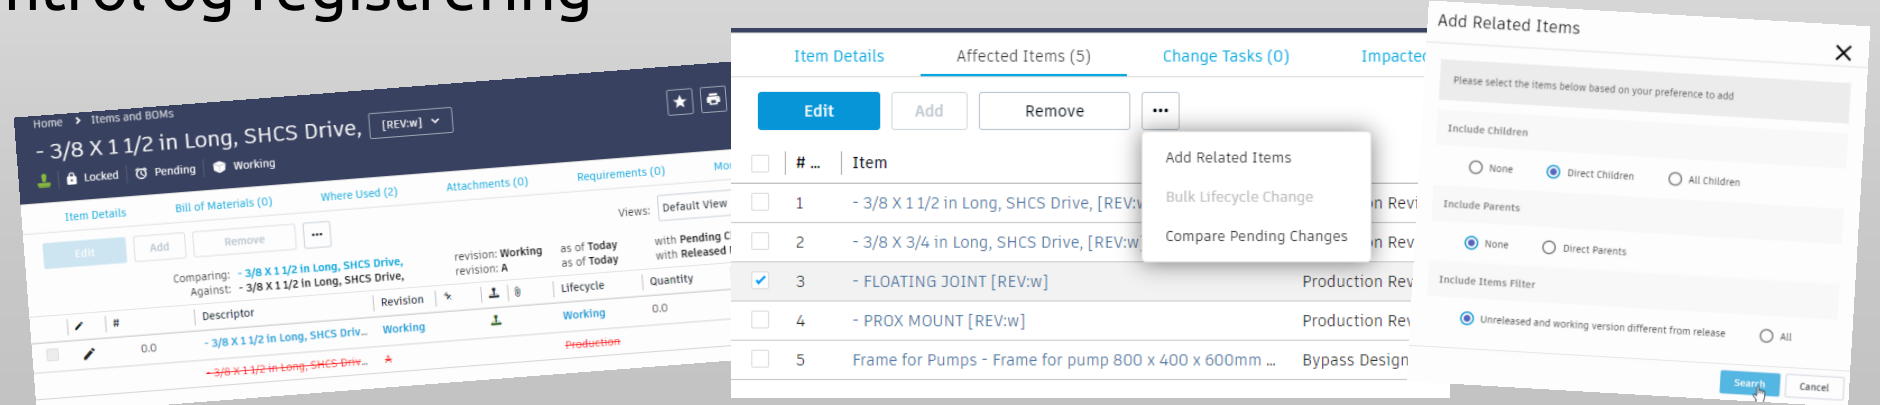 ntrol og registrering
Home > Items and BOMs
- 3/8 X 1 1/2 in Long, SHCS Drive, [REV:w]
Locked Pending Working
Item Details Bill of Materials (0) Where Used (2) Attachments (0) Requirements (0) Mo
Views: Default View
Edit Add Remove ...
Comparing: - 3/8 X 1 1/2 in Long, SHCS Drive, revision: Working as of Today with Pending C
Against: - 3/8 X 1 1/2 in Long, SHCS Drive, revision: A as of Today with Released
# Descriptor Revision Lifecycle Quantity
0.0 - 3/8 X 1 1/2 in Long, SHCS Driv... Working Working 0.0
- 3/8 X 1 1/2 in Long, SHCS Driv... A Production
Item Details Affected Items (5) Change Tasks (0) Impacted
Edit Add Remove ...
# ... Item
1 - 3/8 X 1 1/2 in Long, SHCS Drive, [REV:w n Revi
2 - 3/8 X 3/4 in Long, SHCS Drive, [REV:w] n Rev
3 - FLOATING JOINT [REV:w] Production Rev
4 - PROX MOUNT [REV:w] Production Rev
5 Frame for Pumps - Frame for pump 800 x 400 x 600mm ... Bypass Design
Add Related Items
Bulk Lifecycle Change
Compare Pending Changes
Add Related Items
Please select the items below based on your preference to add
Include Children
None Direct Children All Children
Include Parents
None Direct Parents
Include Items Filter
Unreleased and working version different from release All
Search Cancel